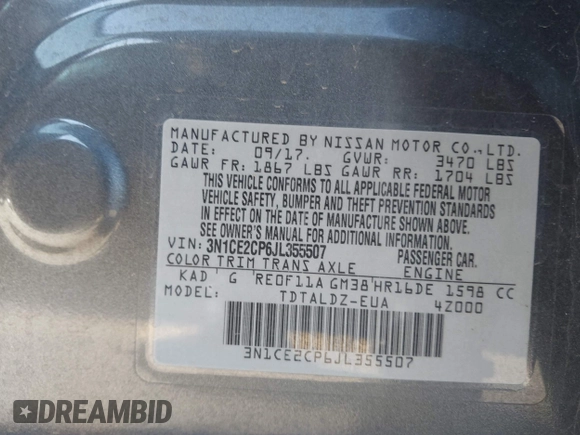 MANUFACTURED BY NISSAN MOTOR CO.,LTD.
DATE: 09/17. GVWR: 3470 LBS
GAWR FR: 1867 LBS GAWR RR: 1704 LBS
THIS VEHICLE CONFORMS TO ALL APPLICABLE FEDERAL MOTOR
VEHICLE SAFETY, BUMPER AND THEFT PREVENTION STANDARDS
IN EFFECT ON THE DATE OF MANUFACTURE SHOWN ABOVE.
SEE OWNER'S MANUAL FOR ADDITIONAL INFORMATION.
VIN: 3N1CE2CP6JL355507 PASSENGER CAR.
COLOR TRIM TRANS AXLE ENGINE
KAD G RE0F11A GM38 HR16DE 1598 CC
MODEL: TDTALDZ-EUA 4Z000
3N1CE2CP6JL355507
DREAMBID